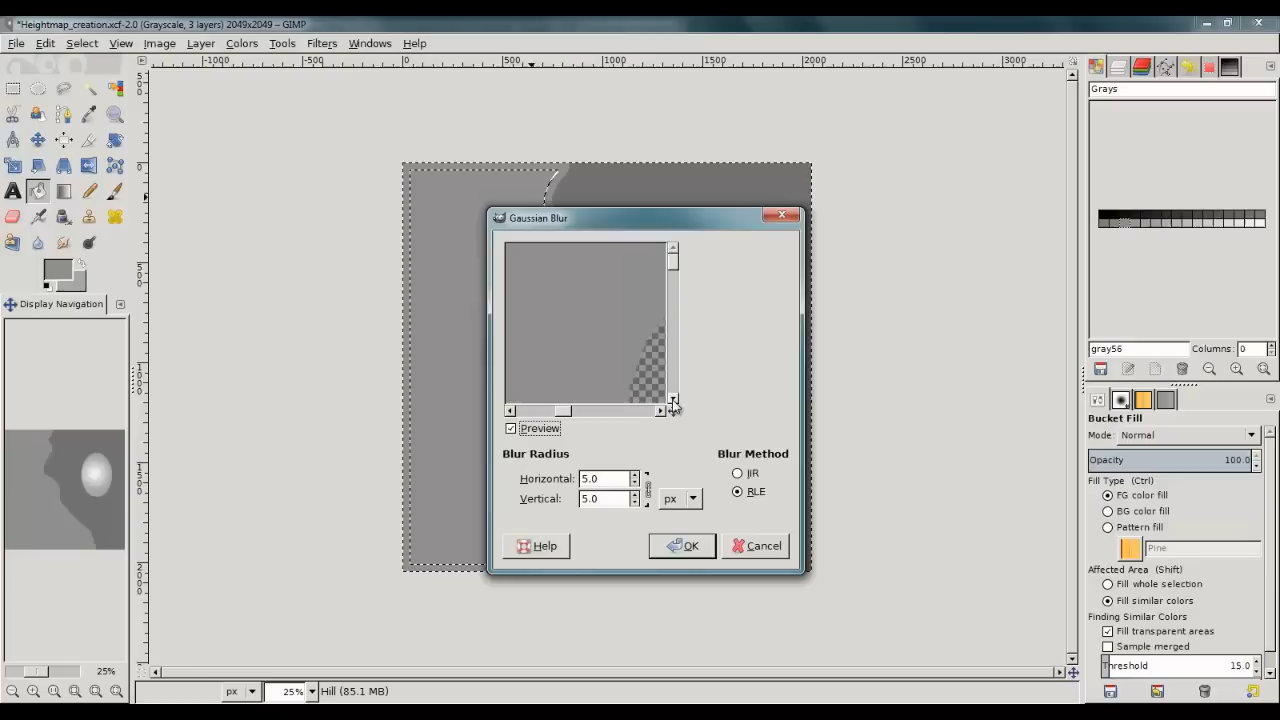 *Heightmap_creation.xcf-2.0 (Grayscale, 3 layers) 2049x2049 – GIMP
File Edit Select View Image Layer Colors Tools Filters Windows Help
-1000 -500 0 500 1000 1500 2000 2500 3000
Grays
Gaussian Blur
Display Navigation
gray56 Columns: 0
Preview
Bucket Fill
Mode: Normal
Blur Radius Blur Method
Opacity 100.0
Horizontal: 5.0 IIR
Vertical: 5.0 px RLE
Fill Type (Ctrl)
FG color fill
BG color fill
Pattern fill
Help OK Cancel
Pine
Affected Area (Shift)
Fill whole selection
Fill similar colors
Finding Similar Colors
Fill transparent areas
Sample merged
Threshold 15.0
25%
px 25% Hill (85.1 MB)